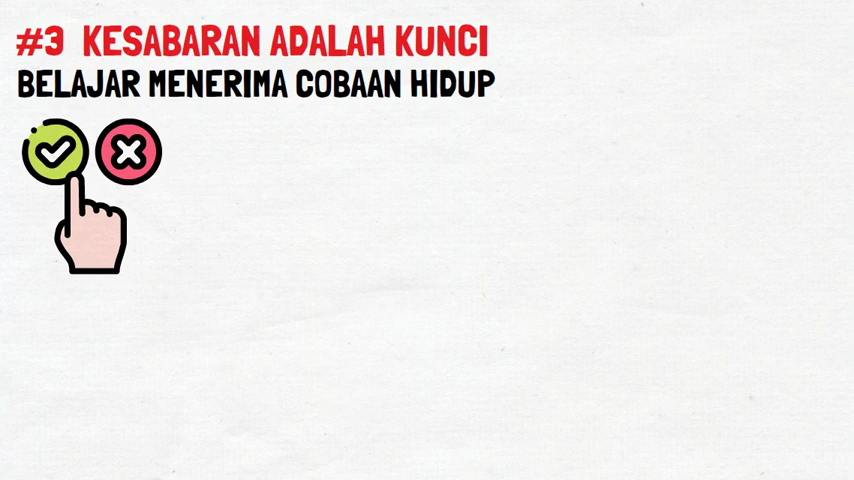 #3 KESABARAN ADALAH KUNCI
BELAJAR MENERIMA COBAAN HIDUP